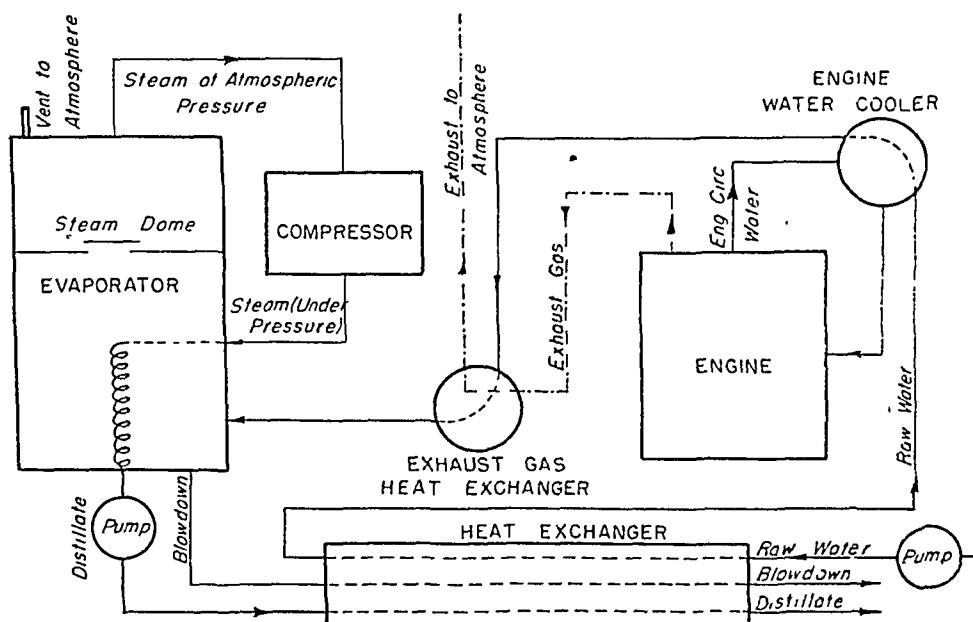 Vent to
Atmosphere
Steam at Atmospheric
Pressure
Steam Dome
EVAPORATOR
COMPRESSOR
Steam (Under
Pressure)
Exhaust to
Atmosphere
Exhaust Gas
ENGINE
WATER COOLER
Eng Circ
Water
ENGINE
Raw Water
EXHAUST GAS
HEAT EXCHANGER
Distillate
Pump
Blowdown
HEAT EXCHANGER
Raw Water
Blowdown
Distillate
Pump